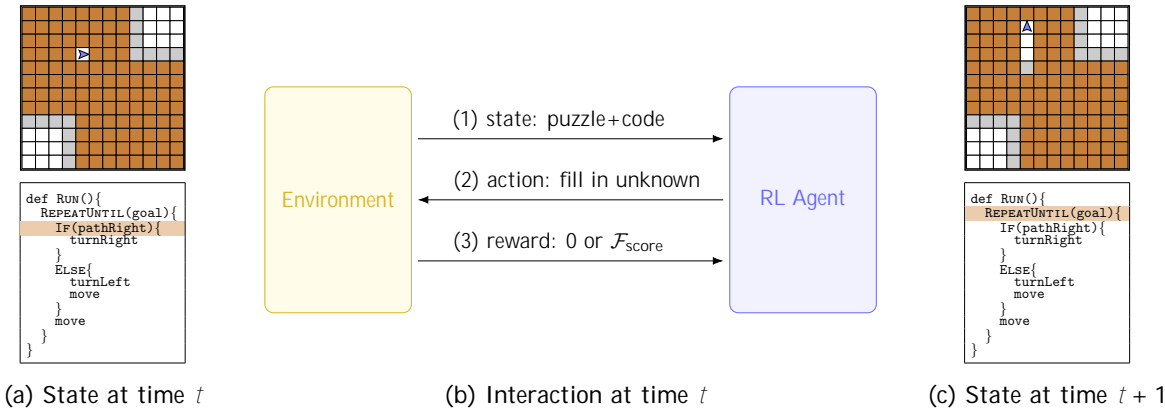 def RUN(){
REPEATUNTIL(goal){
IF(pathRight){
turnRight
}
ELSE{
turnLeft
move
}
move
}
}
(a) State at time t
Environment
(1) state: puzzle+code
(2) action: fill in unknown
(3) reward: 0 or Fscore
RL Agent
(b) Interaction at time t
def RUN(){
REPEATUNTIL(goal){
IF(pathRight){
turnRight
}
ELSE{
turnLeft
move
}
move
}
}
(c) State at time t + 1